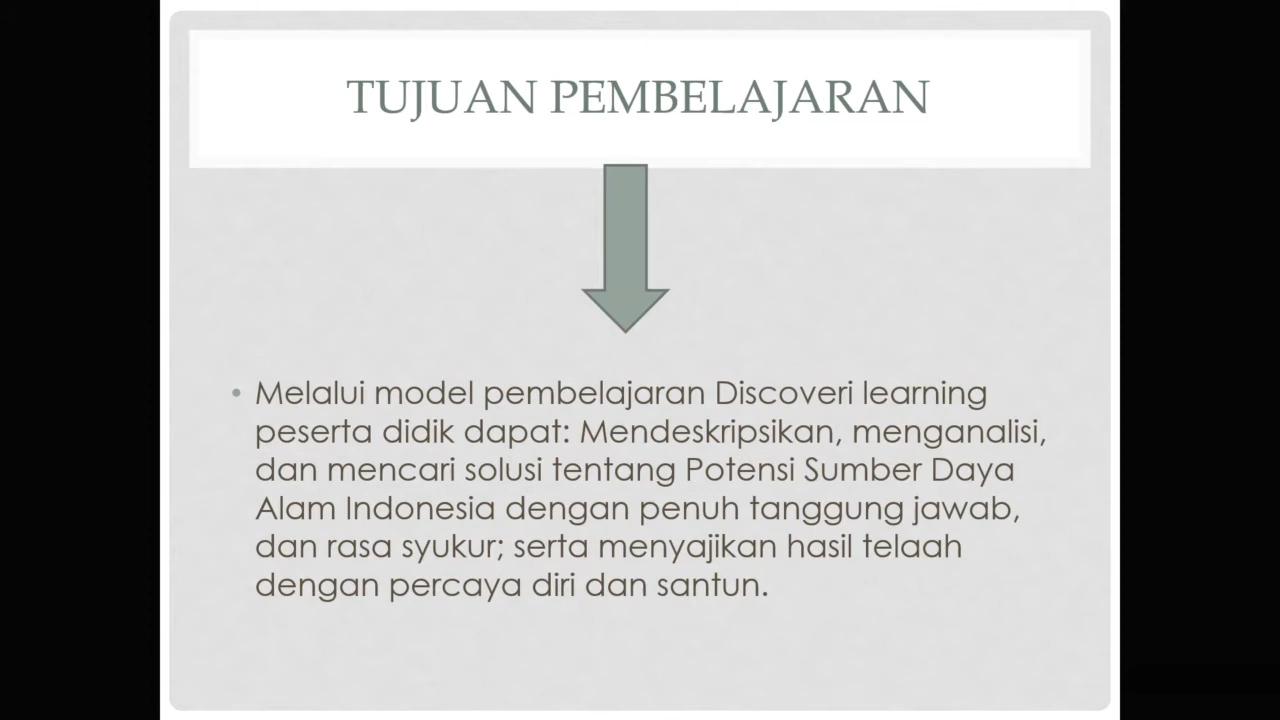 TUJUAN PEMBELAJARAN
• Melalui model pembelajaran Discoveri learning
peserta didik dapat: Mendeskripsikan, menganalisi,
dan mencari solusi tentang Potensi Sumber Daya
Alam Indonesia dengan penuh tanggung jawab,
dan rasa syukur; serta menyajikan hasil telaah
dengan percaya diri dan santun.